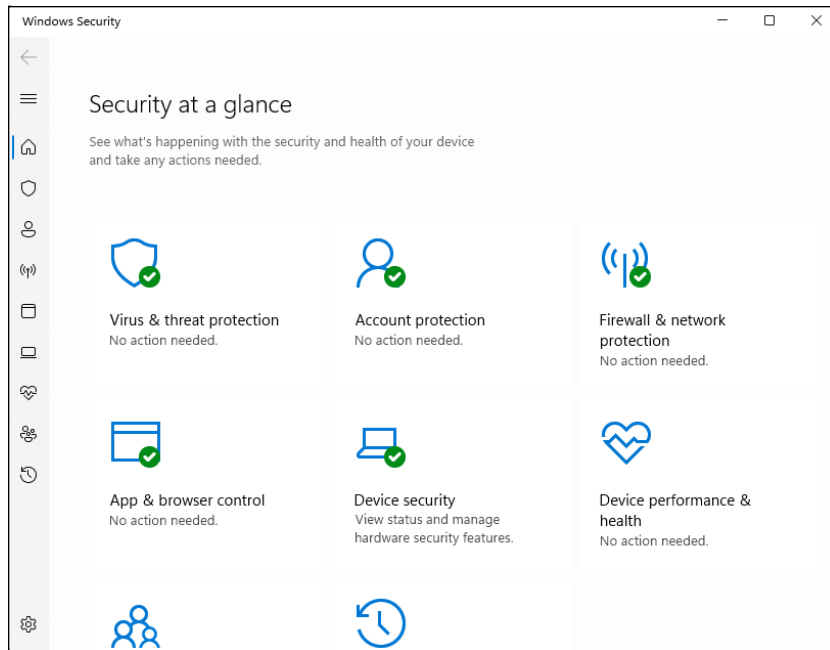 Windows Security
Security at a glance
See what's happening with the security and health of your device
and take any actions needed.
Virus & threat protection
No action needed.
Account protection
No action needed.
Firewall & network
protection
No action needed.
App & browser control
No action needed.
Device security
View status and manage
hardware security features.
Device performance &
health
No action needed.